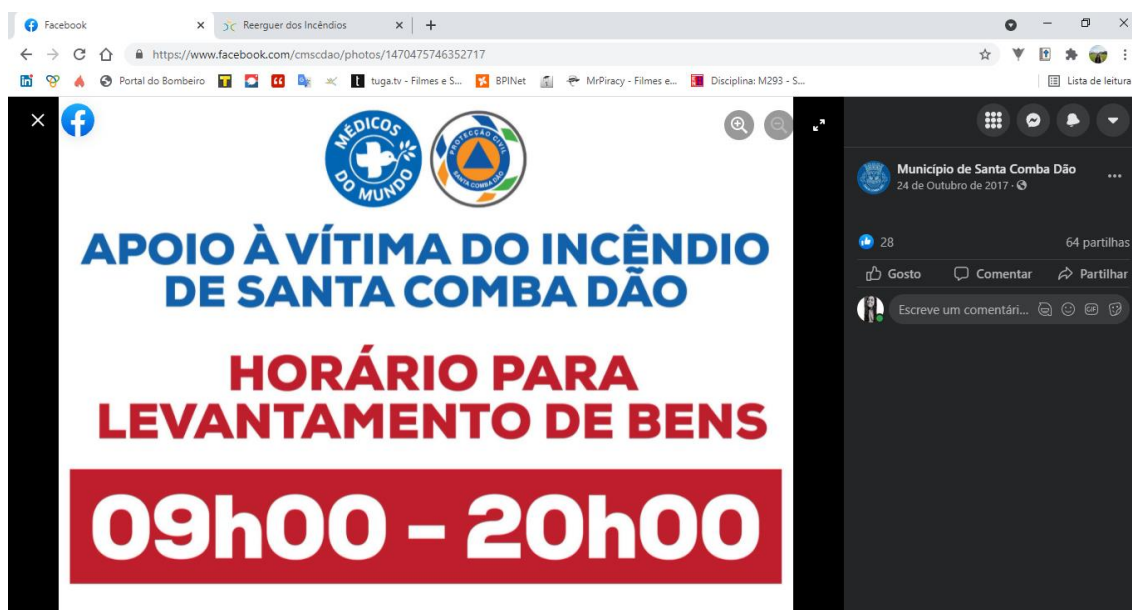 Facebook
Reerguer dos Incêndios
https://www.facebook.com/cmscdao/photos/1470475746352717
Portal do Bombeiro
tuga.tv - Filmes e S...
BPINet
MrPiracy - Filmes e...
Disciplina: M293 - S...
Lista de leitura
MÉDICOS DO MUNDO
PROTECÇÃO CIVIL
SANTA COMBA DÃO
APOIO À VÍTIMA DO INCÊNDIO
DE SANTA COMBA DÃO
HORÁRIO PARA
LEVANTAMENTO DE BENS
09h00 - 20h00
Município de Santa Comba Dão
24 de Outubro de 2017 ·
28
64 partilhas
Gosto
Comentar
Partilhar
Escreve um comentári...
GIF